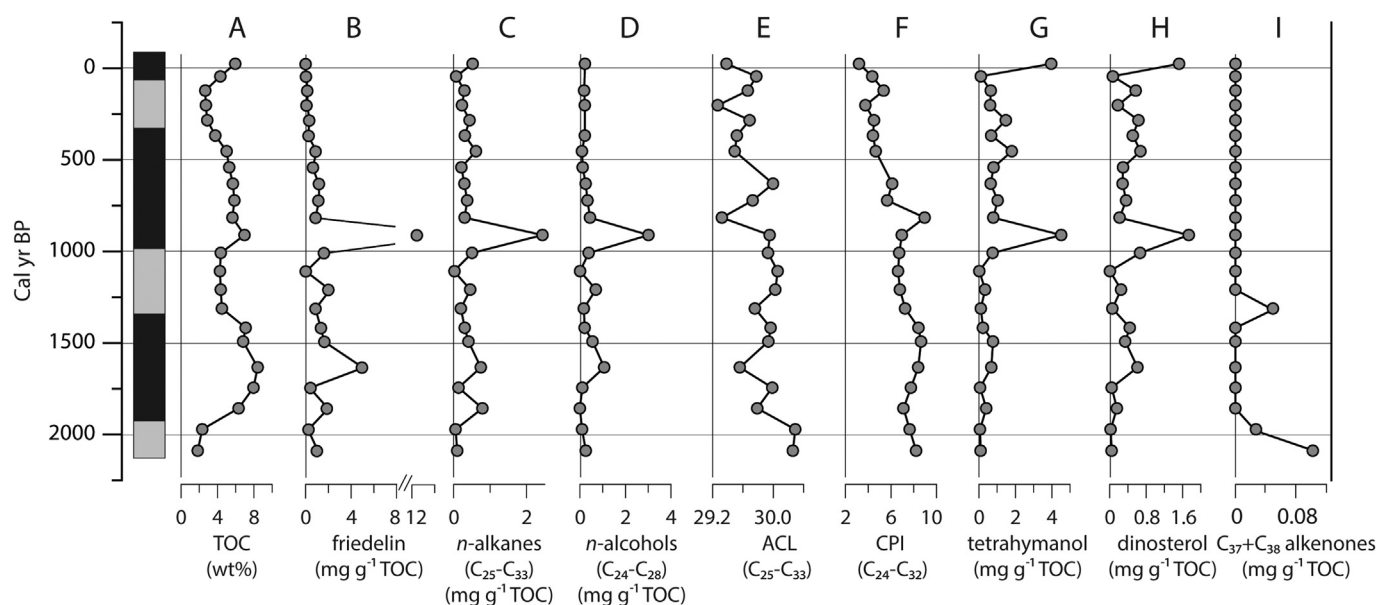 A B C D E F G H I
Cal yr BP
0
500
1000
1500
2000
0 4 8
TOC
(wt%)
0 4 8 12
friedelin
(mg g⁻¹ TOC)
0 2
n-alkanes
(C₂₅–C₃₃)
(mg g⁻¹ TOC)
0 2 4
n-alcohols
(C₂₄–C₂₈)
(mg g⁻¹ TOC)
29.2 30.0
ACL
(C₂₅–C₃₃)
2 6 10
CPI
(C₂₄–C₃₂)
0 2 4
tetrahymanol
(mg g⁻¹ TOC)
0 0.8 1.6
dinosterol
(mg g⁻¹ TOC)
0 0.08
C₃₇+C₃₈ alkenones
(mg g⁻¹ TOC)